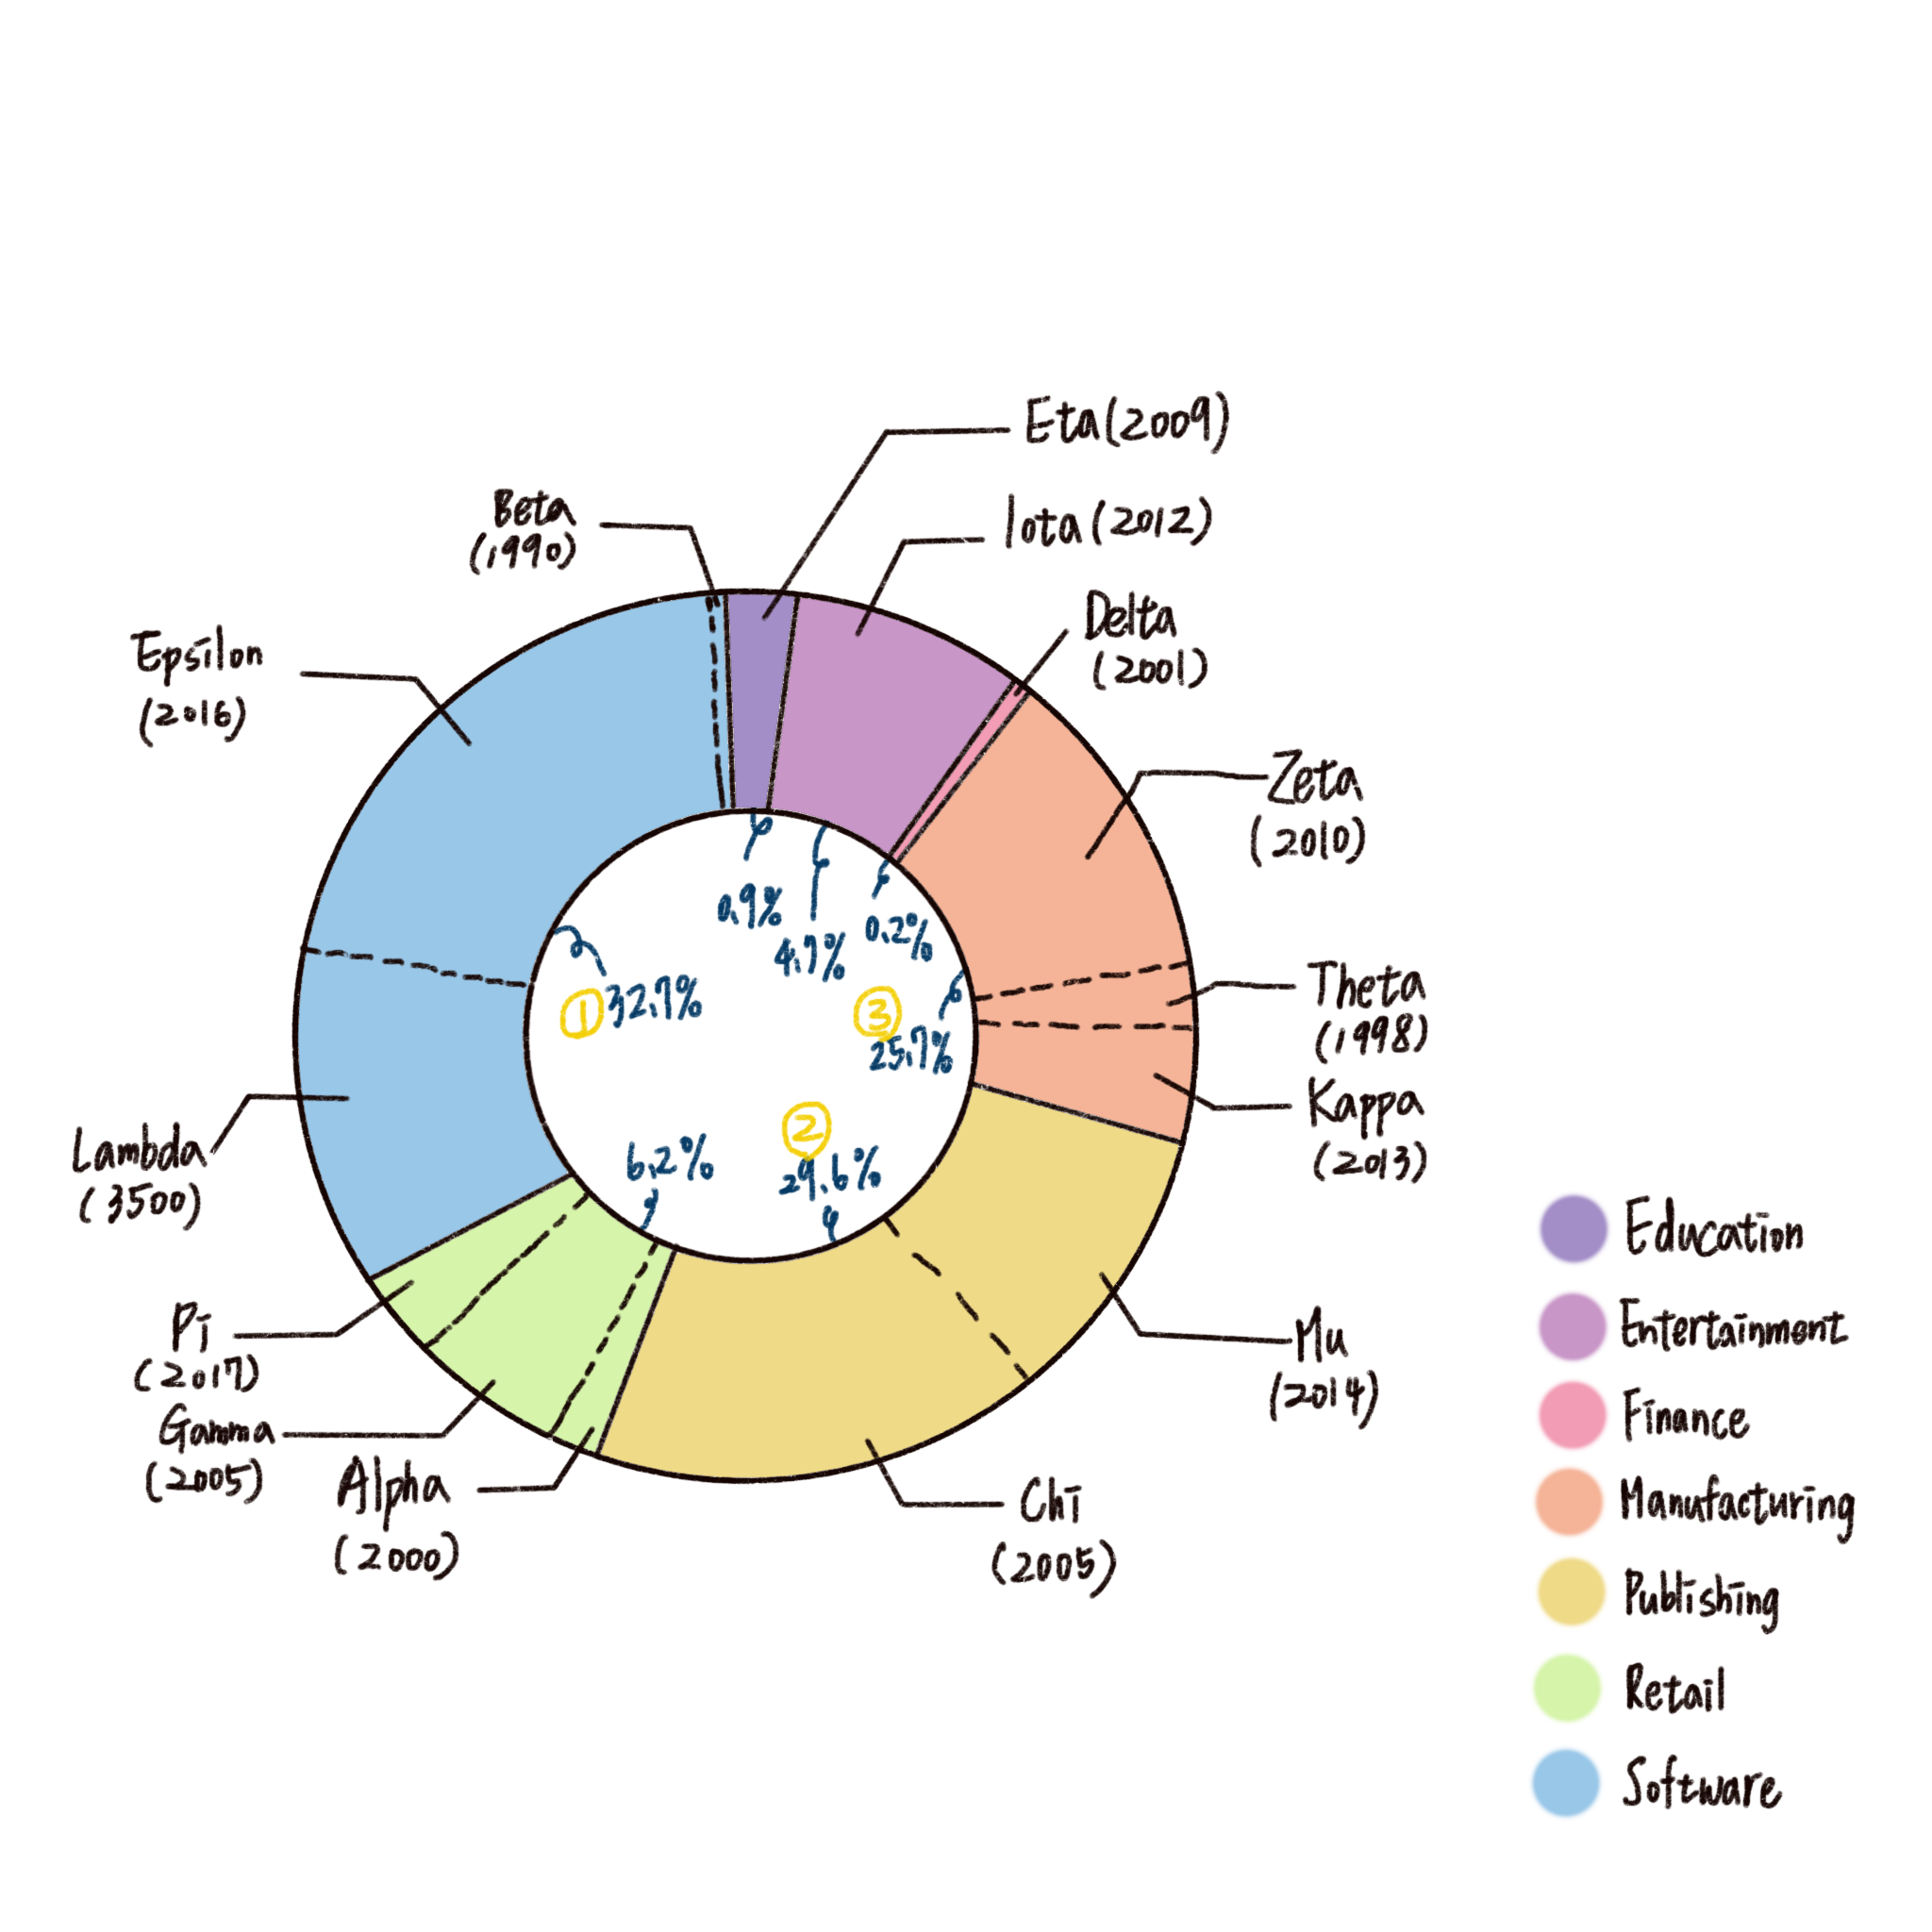 Eta(2009)
Iota(2012)
Beta
(1990)
Delta
(2001)
Epsilon
(2016)
Zeta
(2010)
0.9%
4.7%
0.2%
① 32.7%
③
25.7%
Theta
(1998)
Kappa
(2013)
②
29.6%
6.2%
Lambda
(3500)
Pi
(2017)
Gamma
(2005)
Alpha
(2000)
Chi
(2005)
Mu
(2014)
Education
Entertainment
Finance
Manufacturing
Publishing
Retail
Software